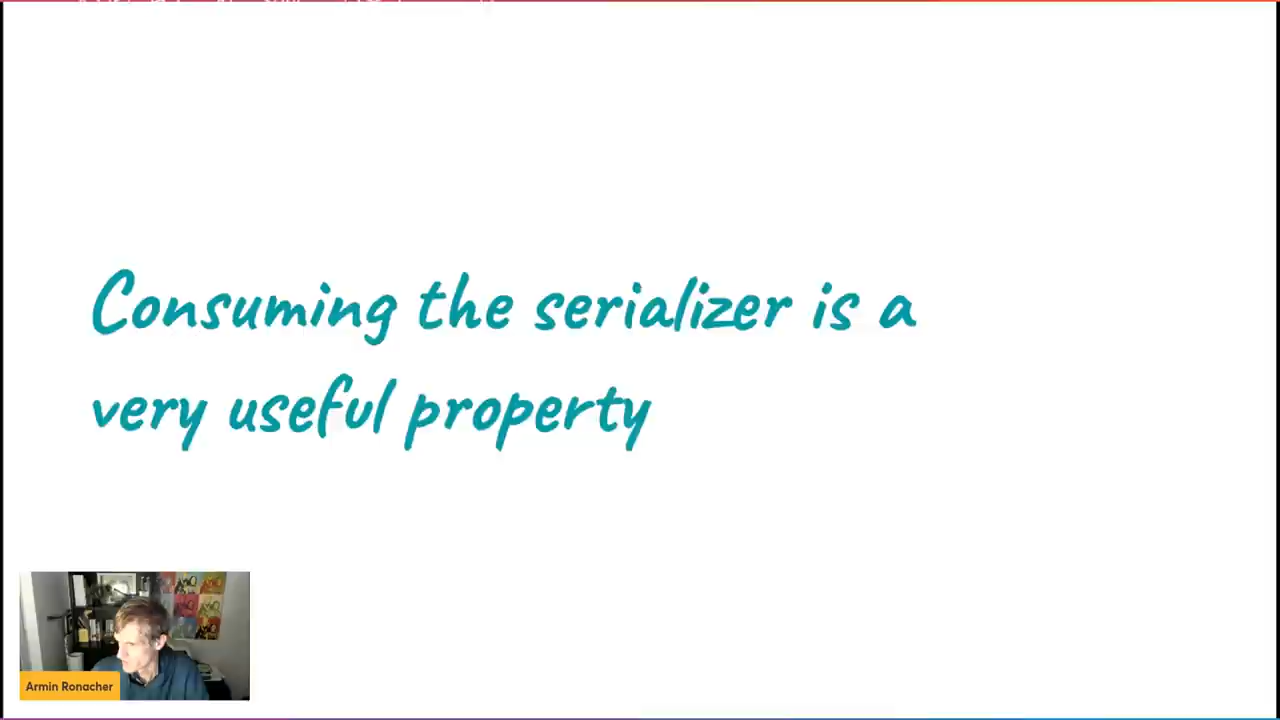 Consuming the serializer is a
very useful property
Armin Ronacher